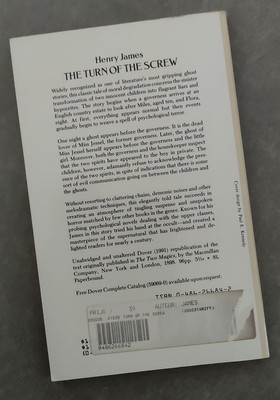 Henry James
THE TURN OF THE SCREW
Widely recognized as one of literature's most gripping ghost
stories, this classic tale of moral degradation concerns the sinister
transformation of two innocent children into flagrant liars and
hypocrites. The story begins when a governess arrives at an
English country estate to look after Miles, aged ten, and Flora,
eight. At first, everything appears normal but then events
gradually begin to weave a spell of psychological terror.
One night a ghost appears before the governess. It is the dead
lover of Miss Jessel, the former governess. Later, the ghost of
Miss Jessel herself appears before the governess and the little
girl. Moreover, both the governess and the housekeeper suspect
that the two spirits have appeared to the boy in private. The
children, however, adamantly refuse to acknowledge the pres-
ence of the two spirits, in spite of indications that there is some
sort of evil communication going on between the children and
the ghosts.
Without resorting to clattering chains, demonic noises and other
melodramatic techniques, this elegantly told tale succeeds in
creating an atmosphere of tingling suspense and unspoken
horror matched by few other books in the genre. Known for his
probing psychological novels dealing with the upper classes,
James in this story tried his hand at the occult—and created a
masterpiece of the supernatural that has frightened and de-
lighted readers for nearly a century.
Unabridged and unaltered Dover (1991) republication of the
text originally published in The Two Magics, by the Macmillan
Company, New York and London, 1898. 96pp.
Paperbound.
Free Dover Complete Catalog (59069-0) available upon request.
Cover design by Paul E. Kennedy
AUTEUR: JAMES
TURN OF THE SCREW
0486266842